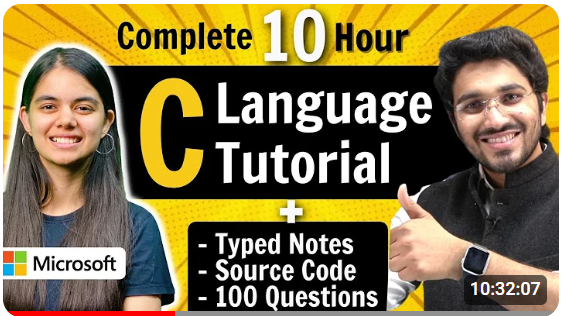 Complete 10 Hour
C Language
Tutorial
+
- Typed Notes
- Source Code
- 100 Questions
Microsoft
10:32:07